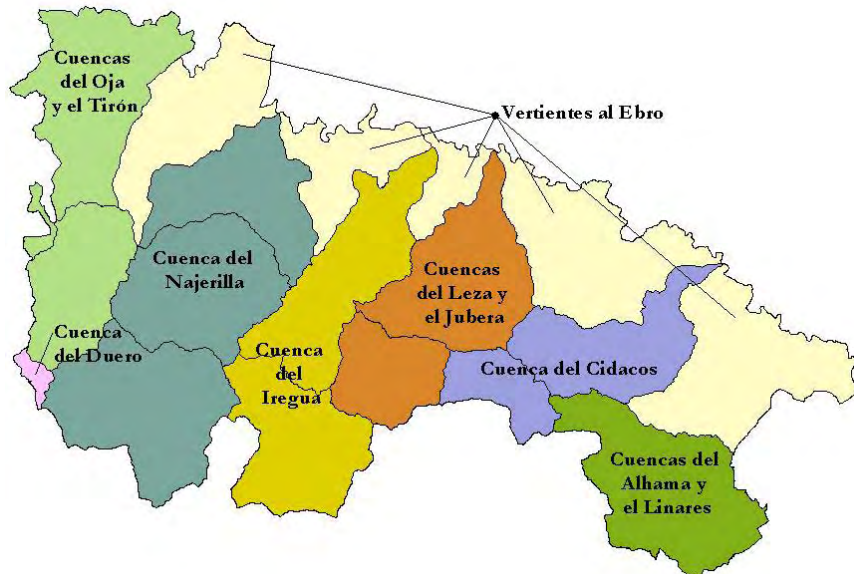 Cuencas
del Oja
y el Tirón
Vertientes al Ebro
Cuenca del
Najerilla
Cuencas
del Leza y
el Jubera
Cuenca
del Duero
Cuenca
del
Iregua
Cuenca del Cidacos
Cuencas del
Alhama y
el Linares